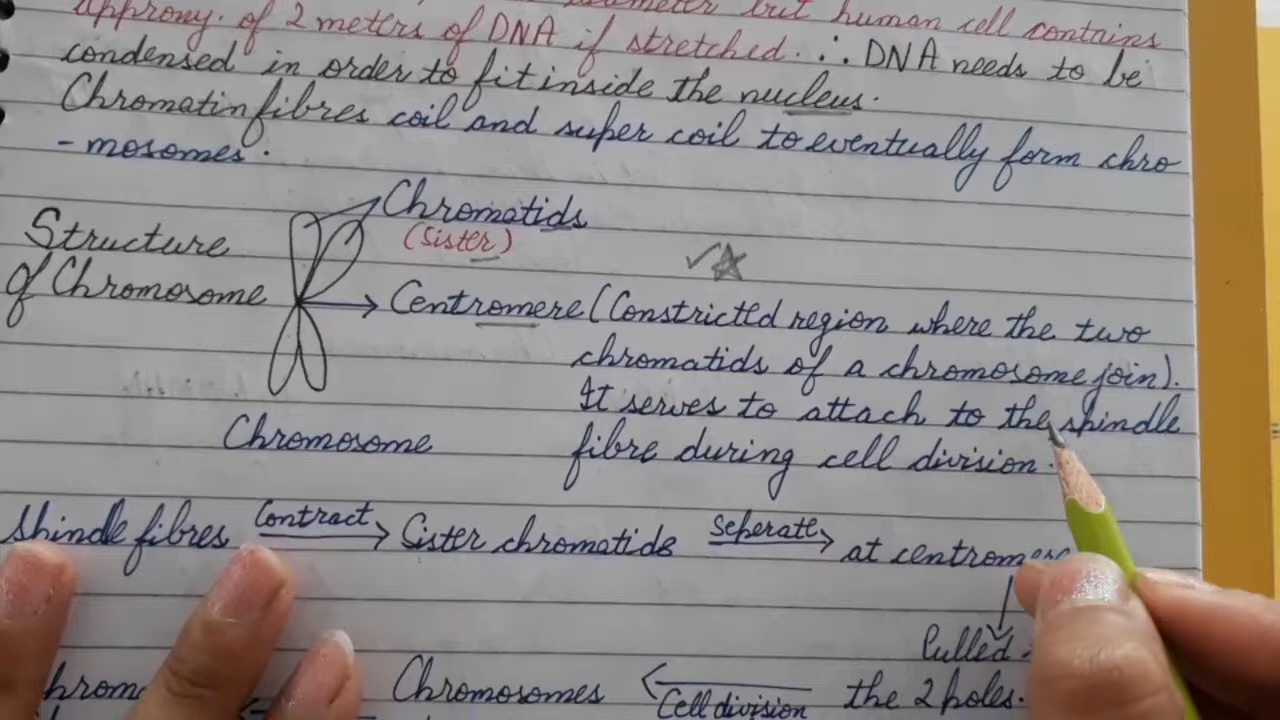 approxy. of 2 meters of DNA if stretched. ∴ DNA needs to be
condensed in order to fit inside the nucleus.
Chromatin fibres coil and super coil to eventually form chro
- mosomes.
Structure
of Chromosome
Chromatids
(Sister)
Centromere (Constricted region where the two
chromatids of a chromosome join).
It serves to attach to the spindle
fibre during cell division.
Chromosome
Spindle fibres Contract → Sister chromatids Seperate → at centromere
Pulled
the 2 poles.
Cell division
Chromosomes